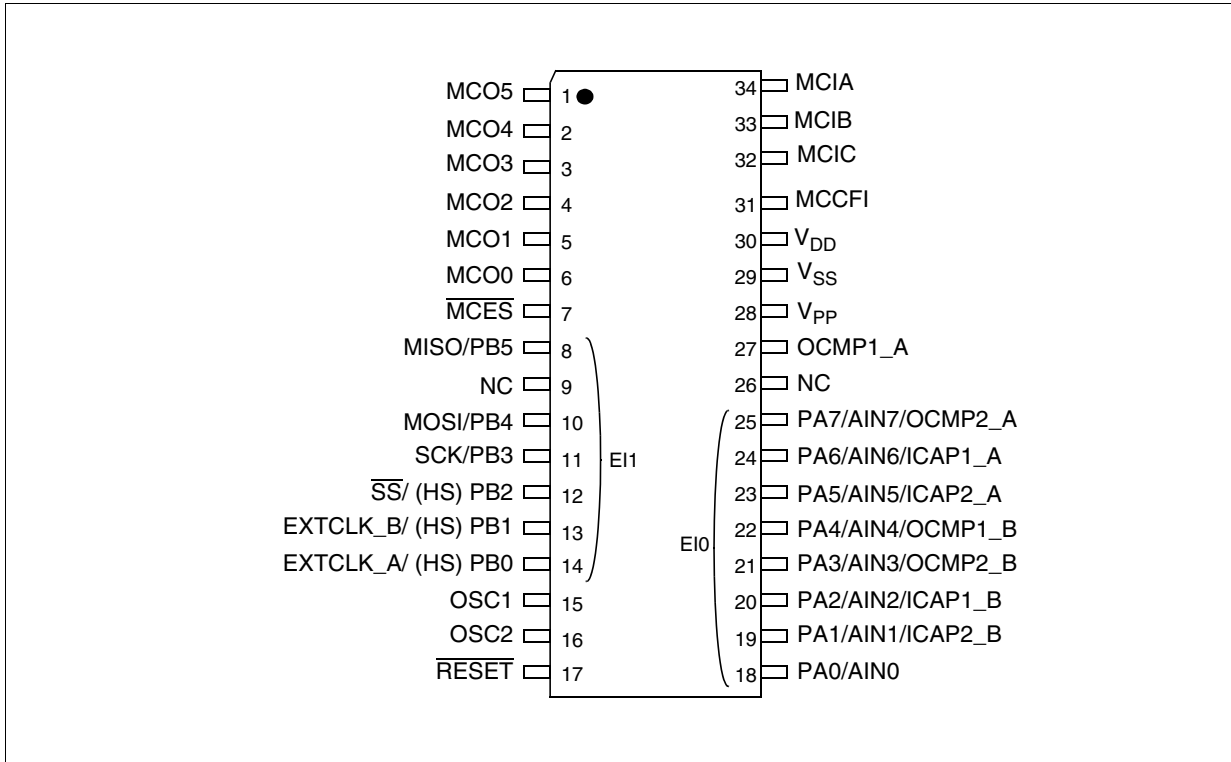 MCO5 1 34 MCIA
MCO4 2 33 MCIB
MCO3 3 32 MCIC
MCO2 4 31 MCCFI
MCO1 5 30 VDD
MCO0 6 29 VSS
MCES 7 28 VPP
MISO/PB5 8 27 OCMP1_A
NC 9 26 NC
MOSI/PB4 10 25 PA7/AIN7/OCMP2_A
SCK/PB3 11 EI1 24 PA6/AIN6/ICAP1_A
SS/ (HS) PB2 12 23 PA5/AIN5/ICAP2_A
EXTCLK_B/ (HS) PB1 13 22 PA4/AIN4/OCMP1_B
EXTCLK_A/ (HS) PB0 14 EI0 21 PA3/AIN3/OCMP2_B
OSC1 15 20 PA2/AIN2/ICAP1_B
OSC2 16 19 PA1/AIN1/ICAP2_B
RESET 17 18 PA0/AIN0